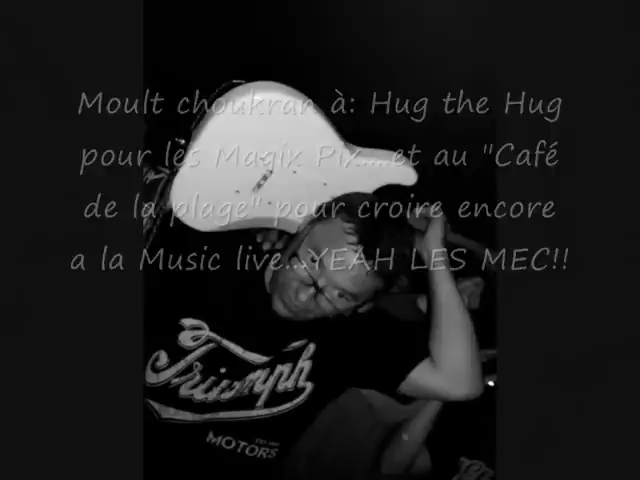 Moult choukran à: Hug the Hug
pour les Magix Pix....et au "Café
de la plage" pour croire encore
a la Music live...YEAH LES MEC!!
Triumph
MOTORS